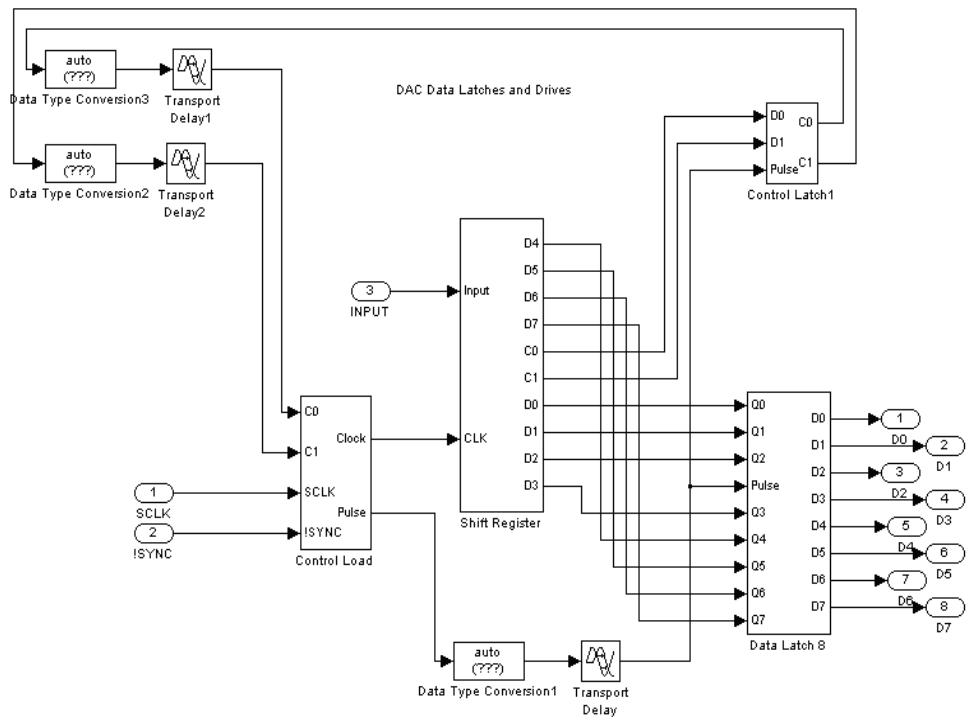 auto
(???)
Data Type Conversion3
Transport
Delay1
auto
(???)
Data Type Conversion2
Transport
Delay2
DAC Data Latches and Drives
D0
D1
Pulse
C0
C1
Control Latch1
3
INPUT
Input
CLK
D4
D5
D6
D7
C0
C1
D0
D1
D2
D3
Shift Register
1
SCLK
2
!SYNC
C0
C1
SCLK
!SYNC
Clock
Pulse
Control Load
Q0
Q1
Q2
Pulse
Q3
Q4
Q5
Q6
Q7
D0
D1
D2
D3
D4
D5
D6
D7
Data Latch 8
1
D0
2
D1
3
D2
4
D3
5
D4
6
D5
7
D6
8
D7
auto
(???)
Data Type Conversion1
Transport
Delay